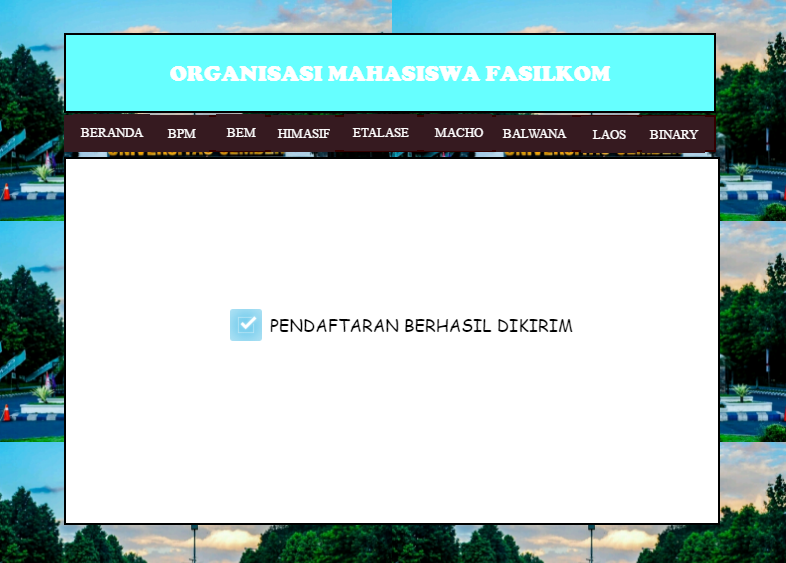 ORGANISASI MAHASISWA FASILKOM
BERANDA BPM BEM HIMASIF ETALASE MACHO BALWANA LAOS BINARY
PENDAFTARAN BERHASIL DIKIRIM